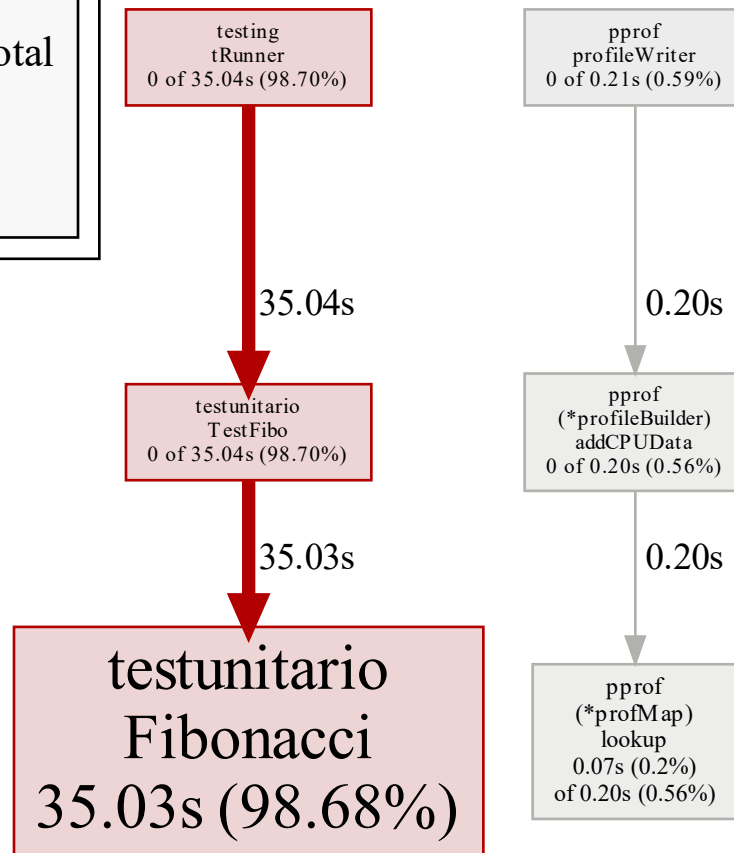 testing
tRunner
0 of 35.04s (98.70%)
pprof
profileWriter
0 of 0.21s (0.59%)
35.04s
0.20s
testunitario
TestFibo
0 of 35.04s (98.70%)
pprof
(*profileBuilder)
addCPUData
0 of 0.20s (0.56%)
35.03s
0.20s
testunitario
Fibonacci
35.03s (98.68%)
pprof
(*profMap)
lookup
0.07s (0.2%)
of 0.20s (0.56%)